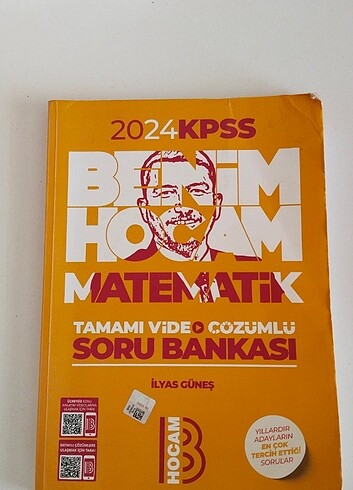 2024 KPSS
BENİM
HOCAM
MATEMATİK
TAMAMI VİDEO ÇÖZÜMLÜ
SORU BANKASI
İLYAS GÜNEŞ
YILLARDIR
ADAYLARIN
EN ÇOK
TERCİH ETTİĞİ
SORULAR
HOCAM
B